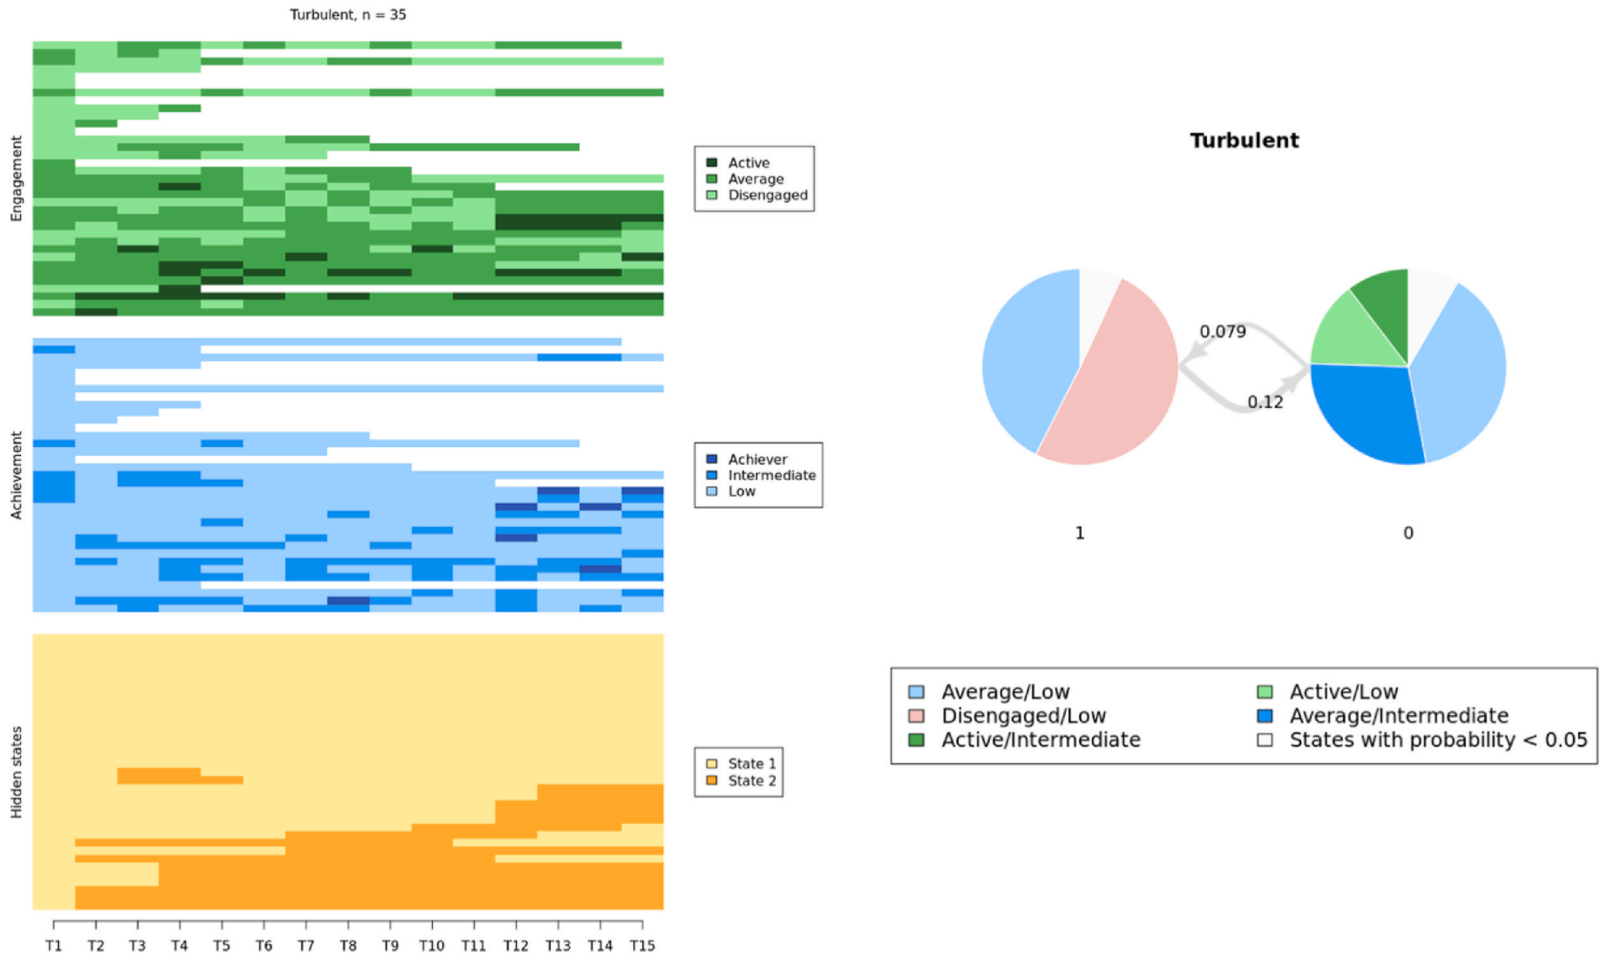 Turbulent, n = 35
Engagement
Active
Average
Disengaged
Achievement
Achiever
Intermediate
Low
Hidden states
State 1
State 2
T1 T2 T3 T4 T5 T6 T7 T8 T9 T10 T11 T12 T13 T14 T15
Turbulent
0.079
0.12
1 0
Average/Low Active/Low
Disengaged/Low Average/Intermediate
Active/Intermediate States with probability < 0.05